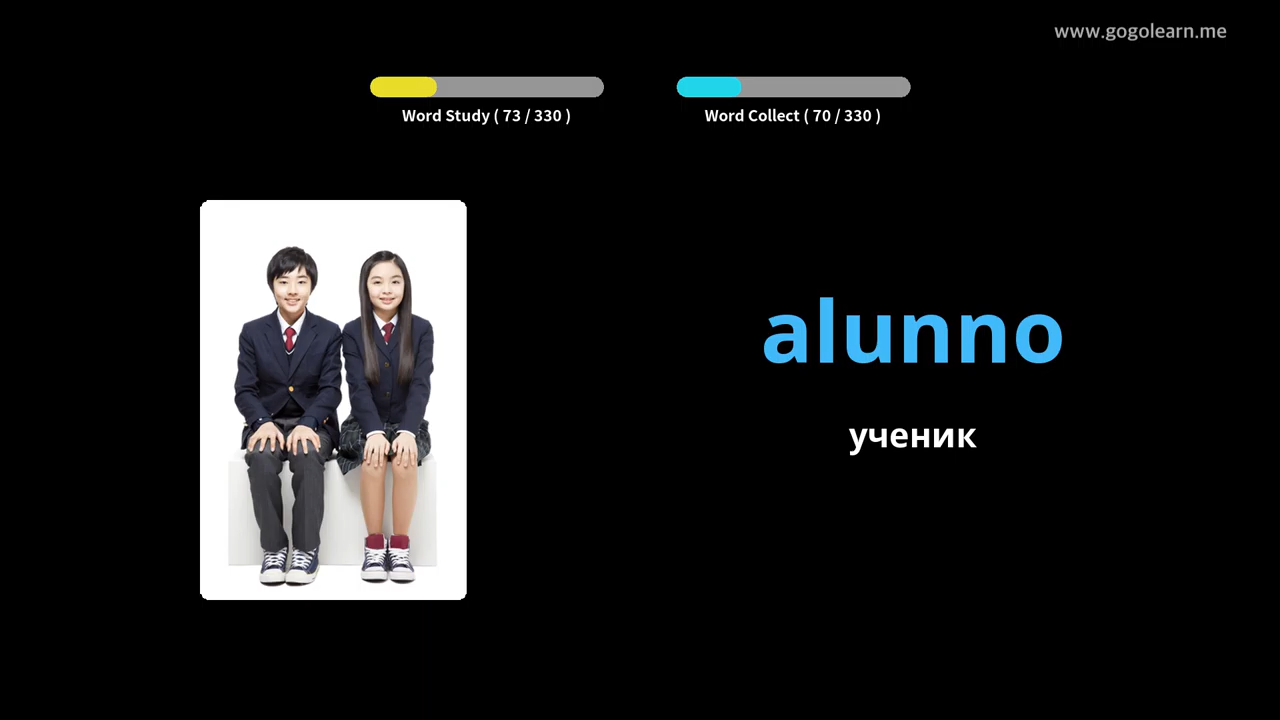 www.gogolearn.me
Word Study ( 73 / 330 )
Word Collect ( 70 / 330 )
alunno
ученик